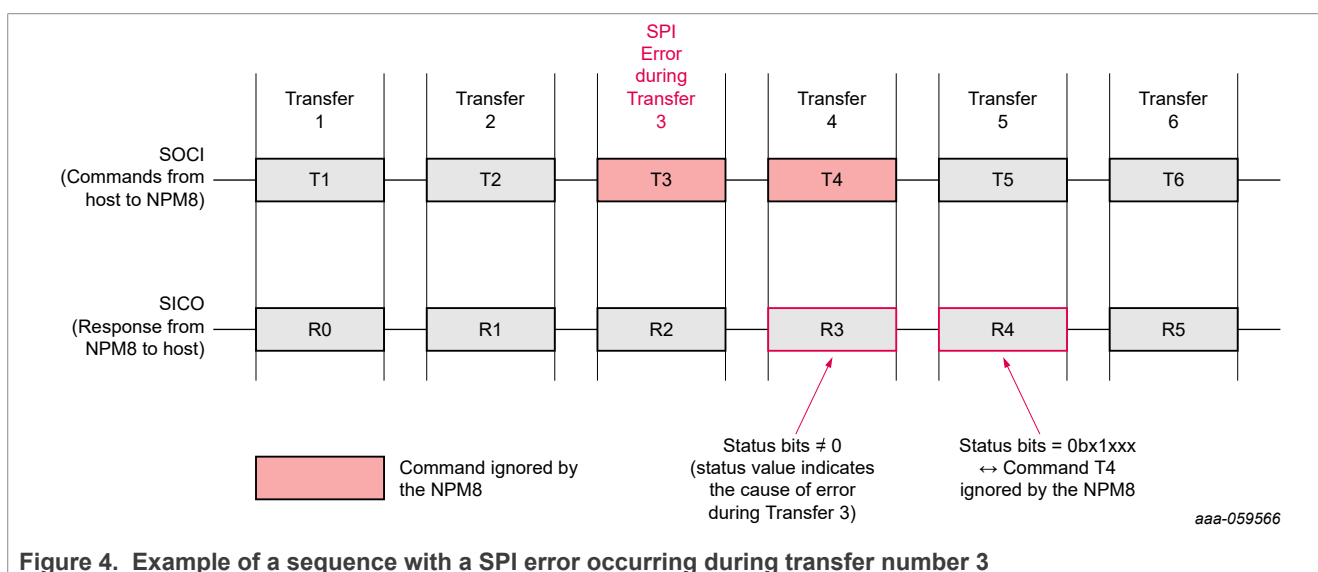 SPI
Error
during
Transfer
3
Transfer
1
Transfer
2
Transfer
4
Transfer
5
Transfer
6
SOCI
(Commands from
host to NPM8)
T1
T2
T3
T4
T5
T6
SICO
(Response from
NPM8 to host)
R0
R1
R2
R3
R4
R5
Command ignored by
the NPM8
Status bits ≠ 0
(status value indicates
the cause of error
during Transfer 3)
Status bits = 0bx1xxx
↔ Command T4
ignored by the NPM8
aaa-059566
Figure 4. Example of a sequence with a SPI error occurring during transfer number 3